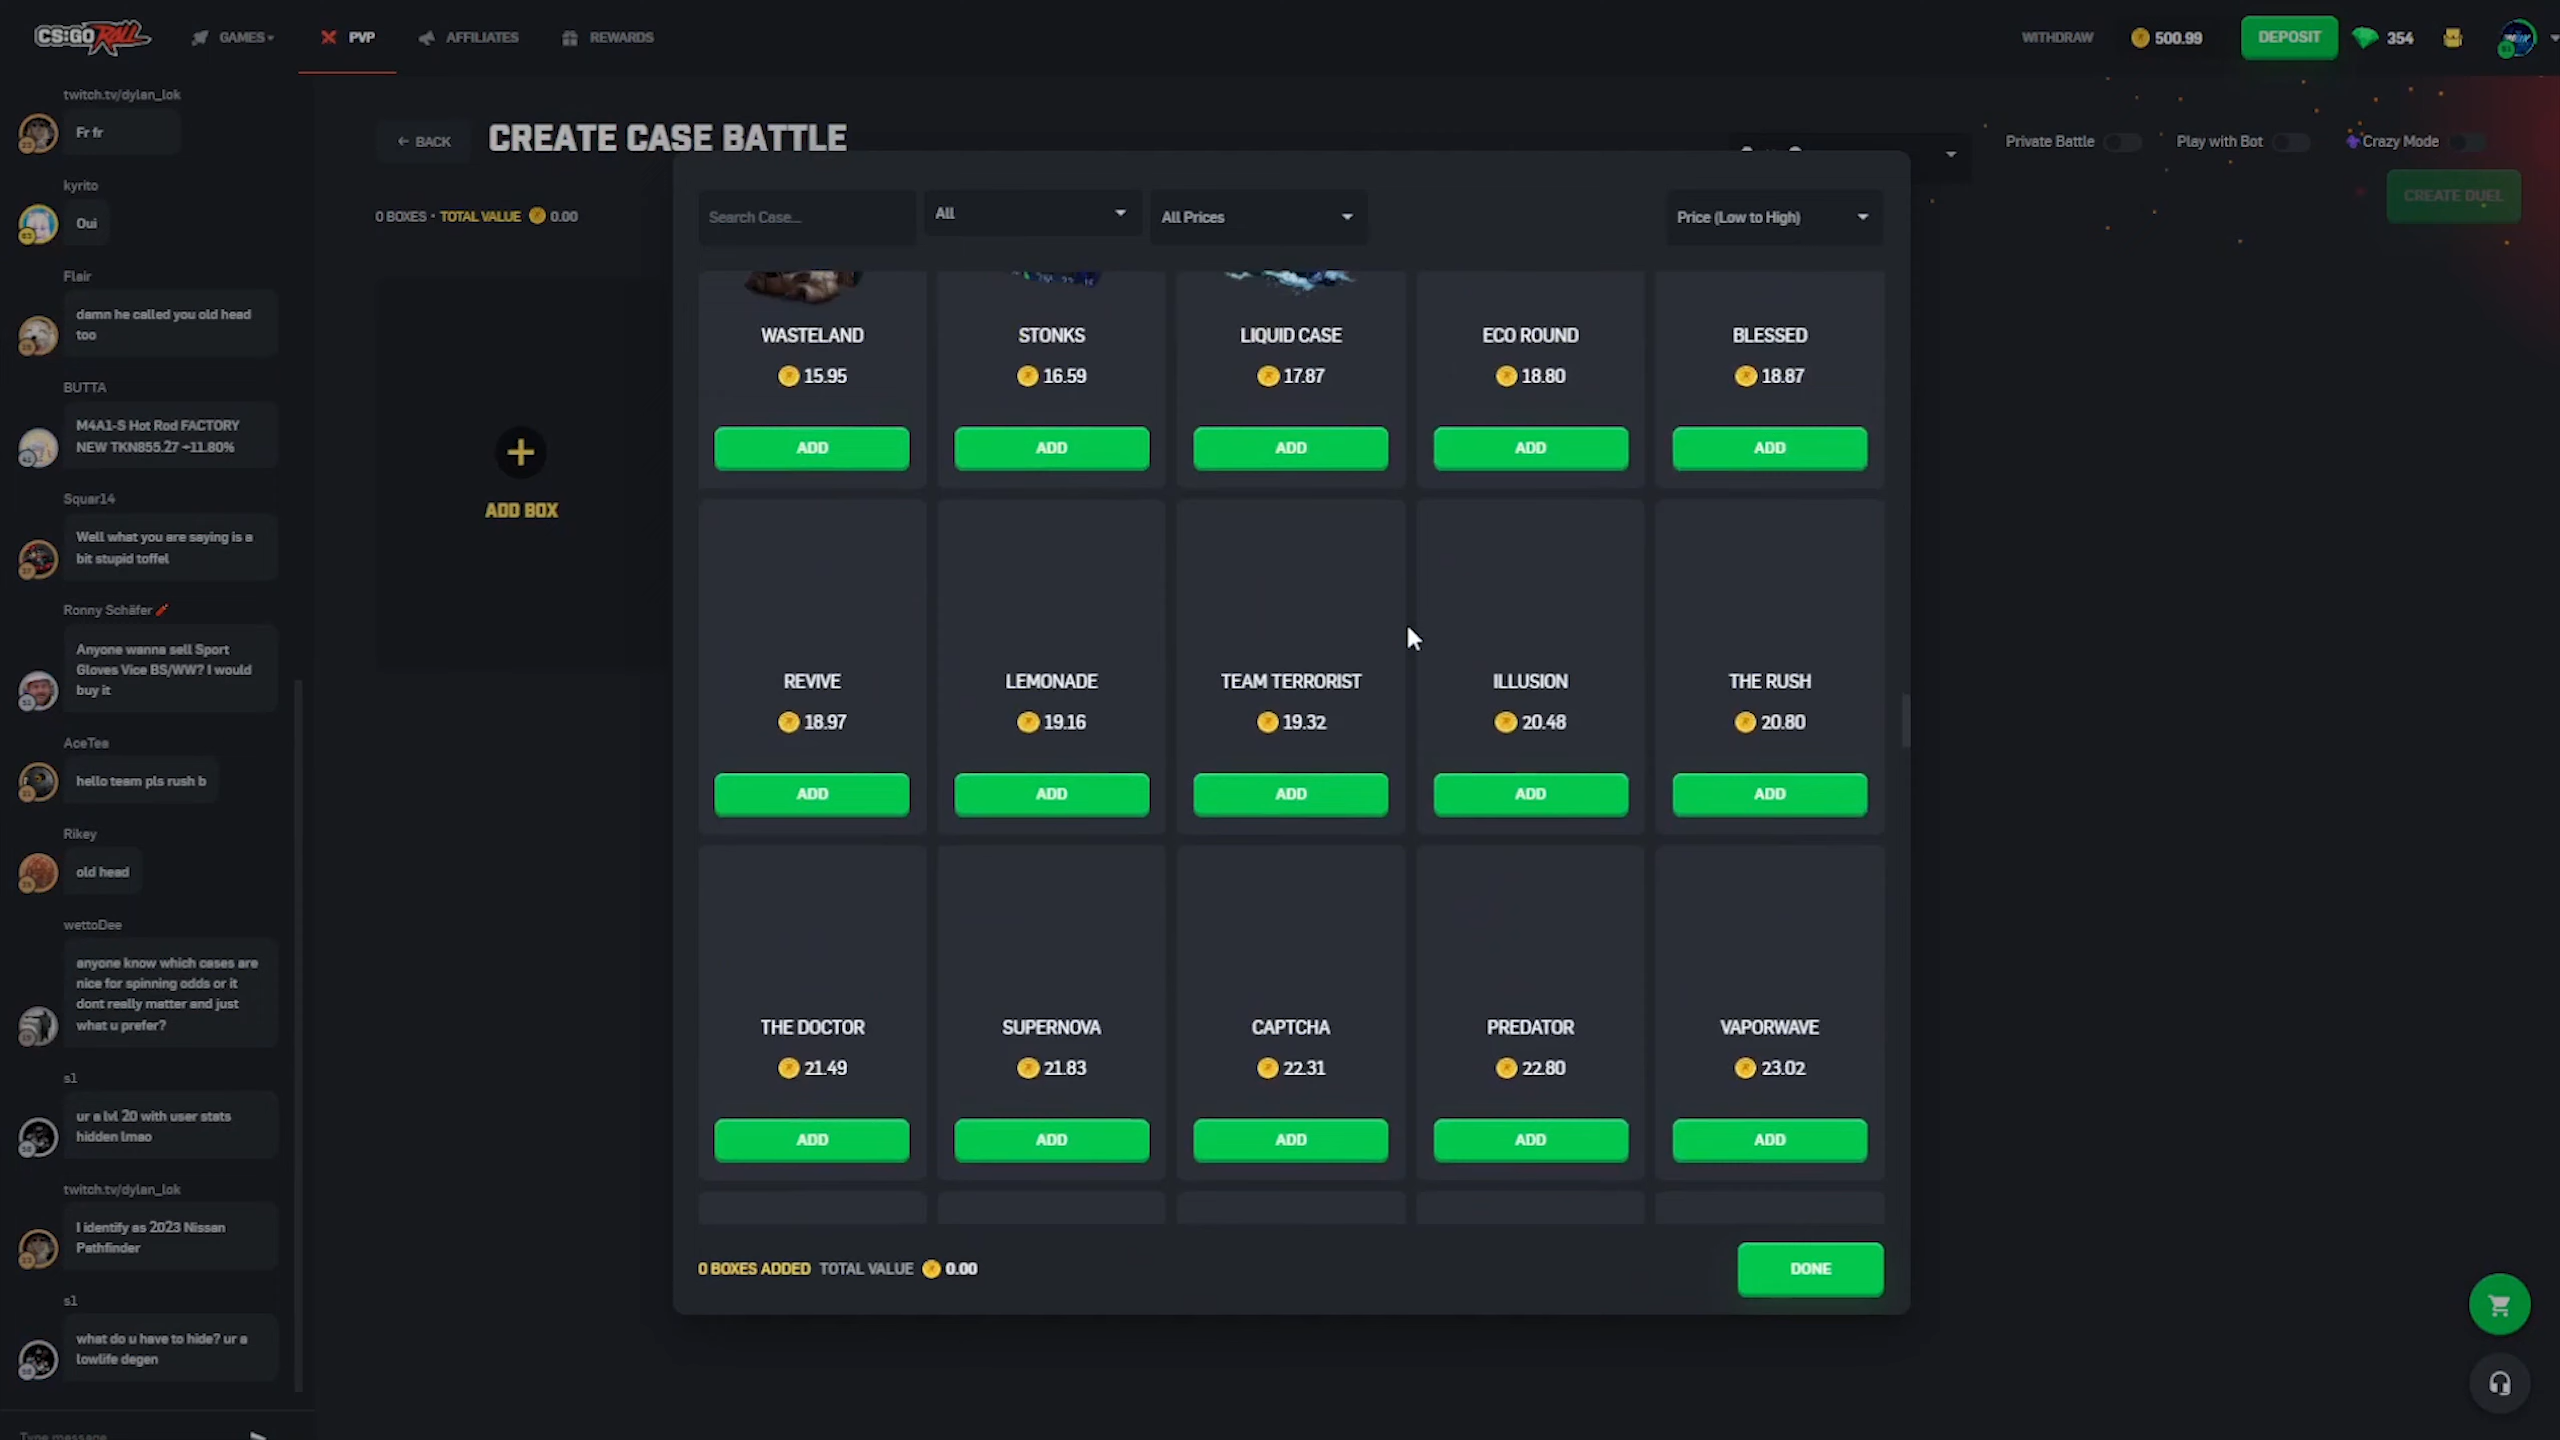 CS:GO ROLL
GAMES
PVP
AFFILIATES
REWARDS
WITHDRAW
500.99
DEPOSIT
354
twitch.tv/dylan_lok
Fr fr
kyrito
Oui
Flair
damn he called you old head
too
BUTTA
M4A1-S Hot Rod FACTORY
NEW TKN855.27 +11.80%
Squar14
Well what you are saying is a
bit stupid toffel
Ronny Schäfer
Anyone wanna sell Sport
Gloves Vice BS/WW? I would
buy it
AceTea
hello team pls rush b
Rikey
old head
wettoDee
anyone know which cases are
nice for spinning odds or it
dont really matter and just
what u prefer?
s1
ur a lvl 20 with user stats
hidden lmao
twitch.tv/dylan_lok
I identify as 2023 Nissan
Pathfinder
s1
what do u have to hide? ur a
lowlife degen
Type message
← BACK
CREATE CASE BATTLE
Private Battle
Play with Bot
Crazy Mode
CREATE DUEL
0 BOXES • TOTAL VALUE 0.00
+
ADD BOX
Search Case...
All
All Prices
Price (Low to High)
WASTELAND
15.95
ADD
STONKS
16.59
ADD
LIQUID CASE
17.87
ADD
ECO ROUND
18.80
ADD
BLESSED
18.87
ADD
REVIVE
18.97
ADD
LEMONADE
19.16
ADD
TEAM TERRORIST
19.32
ADD
ILLUSION
20.48
ADD
THE RUSH
20.80
ADD
THE DOCTOR
21.49
ADD
SUPERNOVA
21.83
ADD
CAPTCHA
22.31
ADD
PREDATOR
22.80
ADD
VAPORWAVE
23.02
ADD
0 BOXES ADDED TOTAL VALUE 0.00
DONE